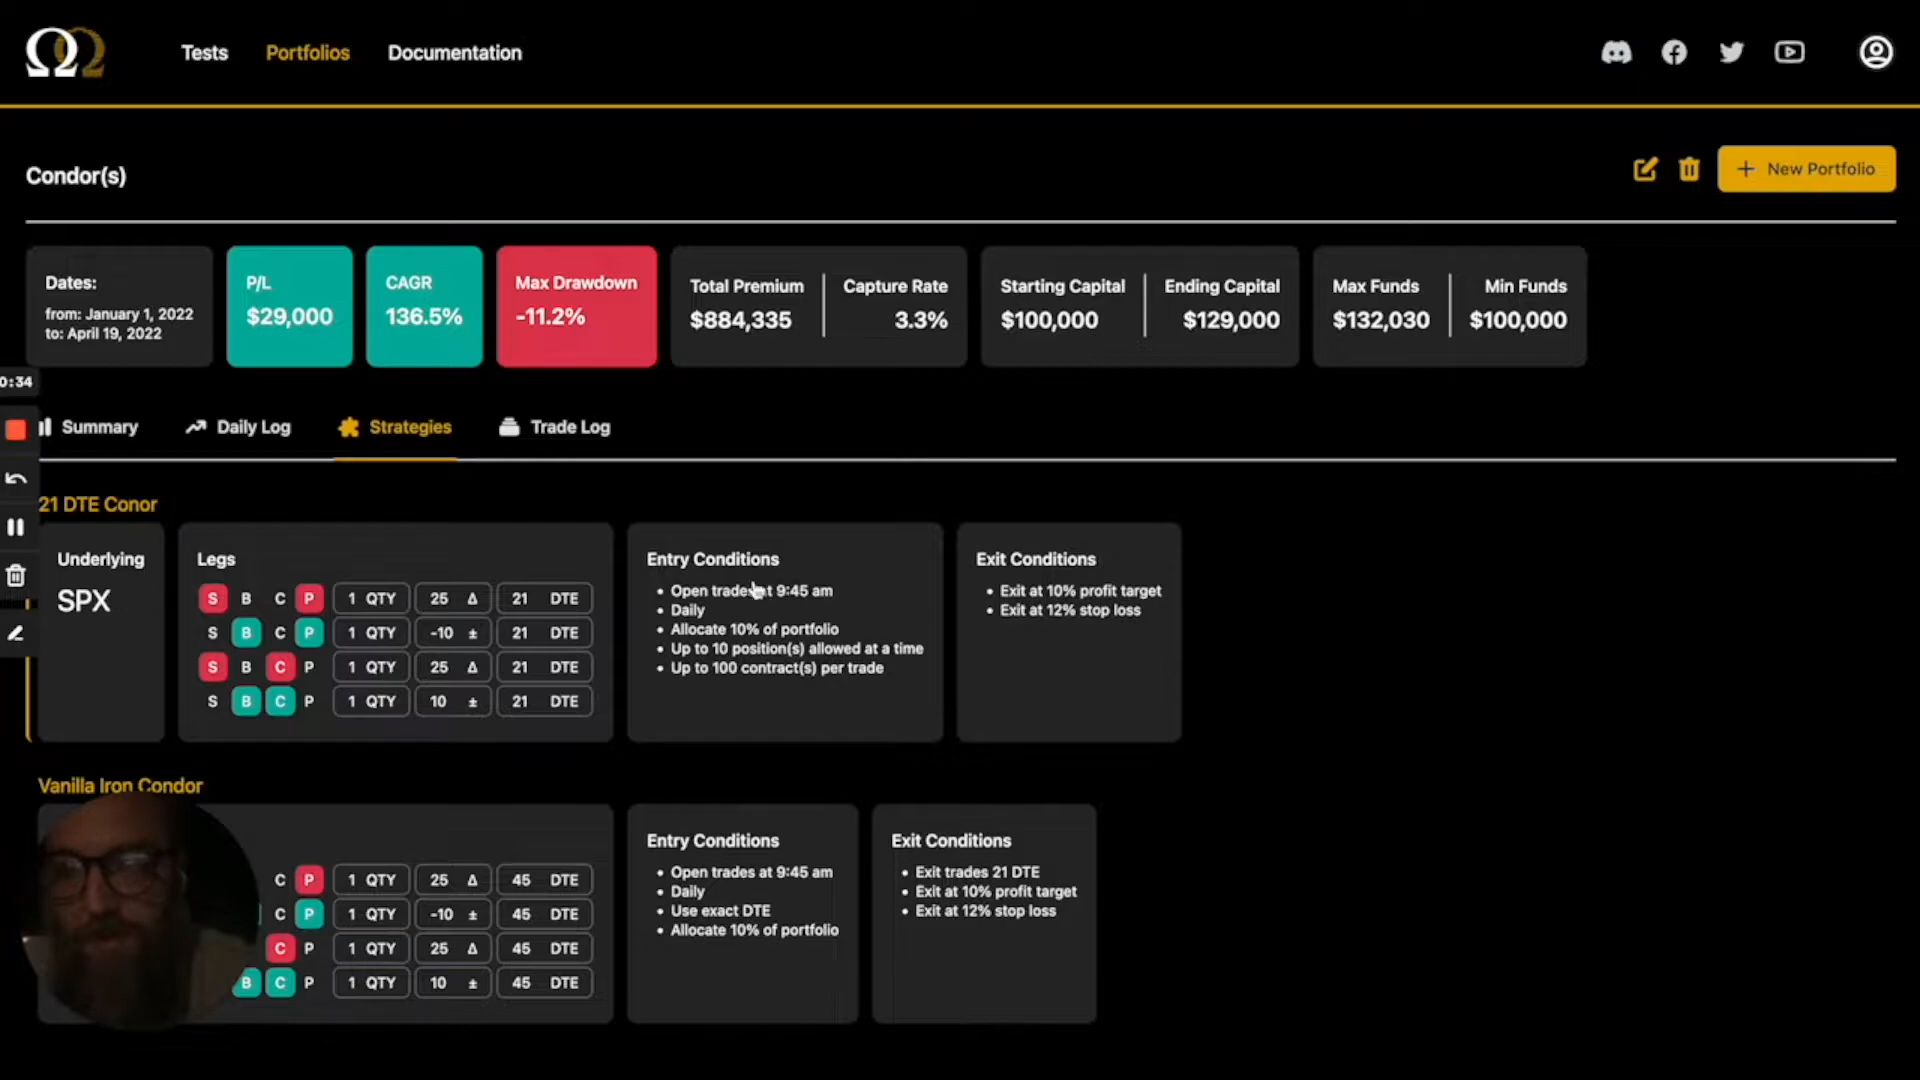 Tests Portfolios Documentation
Condor(s)
+ New Portfolio
Dates:
from: January 1, 2022
to: April 19, 2022
P/L
$29,000
CAGR
136.5%
Max Drawdown
-11.2%
Total Premium
$884,335
Capture Rate
3.3%
Starting Capital
$100,000
Ending Capital
$129,000
Max Funds
$132,030
Min Funds
$100,000
0:34
Summary Daily Log Strategies Trade Log
21 DTE Conor
Underlying
SPX
Legs
S B C P 1 QTY 25 Δ 21 DTE
S B C P 1 QTY -10 ± 21 DTE
S B C P 1 QTY 25 Δ 21 DTE
S B C P 1 QTY 10 ± 21 DTE
Entry Conditions
• Open trades at 9:45 am
• Daily
• Allocate 10% of portfolio
• Up to 10 position(s) allowed at a time
• Up to 100 contract(s) per trade
Exit Conditions
• Exit at 10% profit target
• Exit at 12% stop loss
Vanilla Iron Condor
C P 1 QTY 25 Δ 45 DTE
C P 1 QTY -10 ± 45 DTE
C P 1 QTY 25 Δ 45 DTE
B C P 1 QTY 10 ± 45 DTE
Entry Conditions
• Open trades at 9:45 am
• Daily
• Use exact DTE
• Allocate 10% of portfolio
Exit Conditions
• Exit trades 21 DTE
• Exit at 10% profit target
• Exit at 12% stop loss